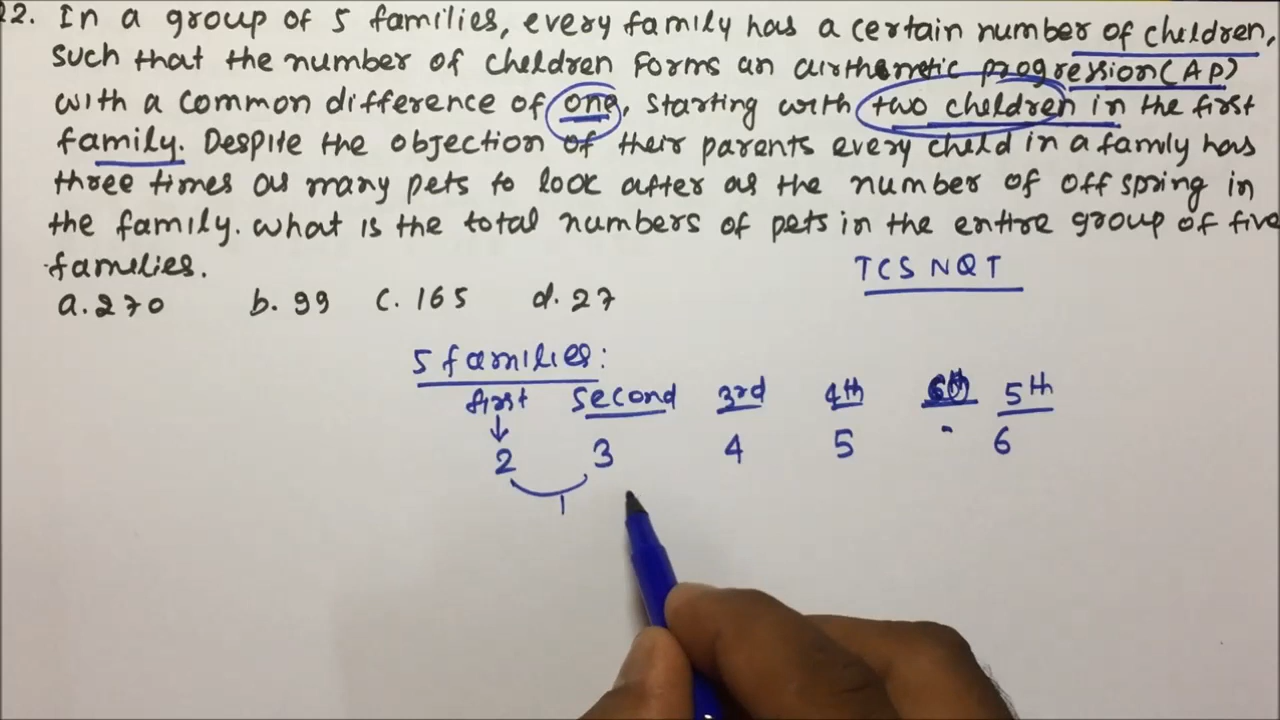 22. In a group of 5 families, every family has a certain number of children,
such that the number of children forms an airthemetic progression(AP)
with a common difference of one, starting with two children in the first
family. Despite the objection of their parents every child in a family has
three times as many pets to look after as the number of offspring in
the family. what is the total numbers of pets in the entire group of five
families.
TCS NQT
a. 270 b. 99 c. 165 d. 27
5 families:
first second 3rd 4th 5th
2 3 4 5 6
1